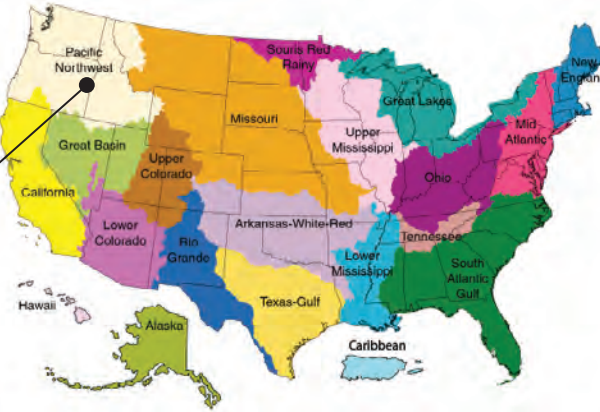 Pacific
Northwest
Souris Red
Rainy
New
England
Great Lakes
Missouri
Upper
Mississippi
Mid
Atlantic
Great Basin
Upper
Colorado
Ohio
California
Lower
Colorado
Rio
Grande
Arkansas-White-Red
Tennessee
Lower
Mississippi
South
Atlantic
Gulf
Texas-Gulf
Hawaii
Alaska
Caribbean